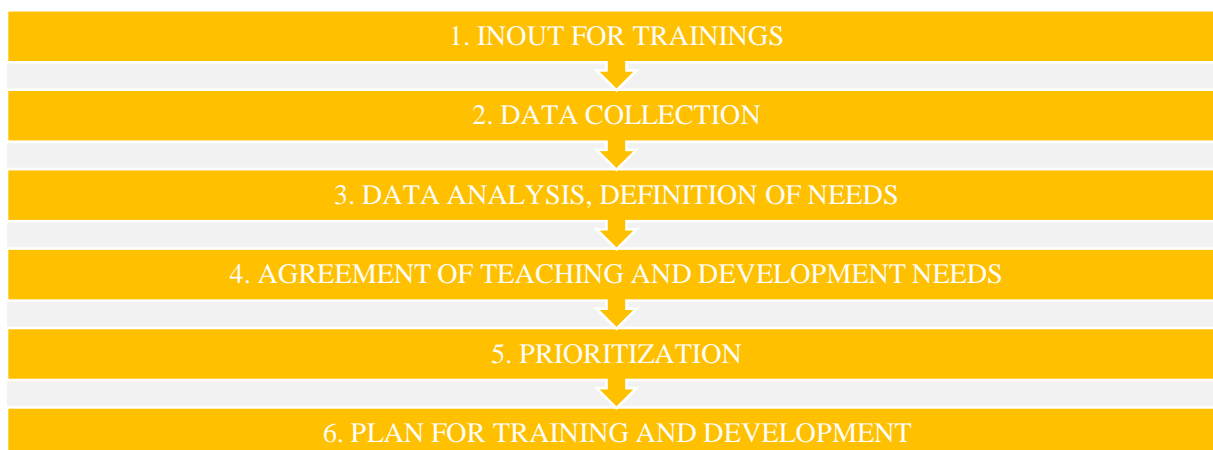 1. INOUT FOR TRAININGS
2. DATA COLLECTION
3. DATA ANALYSIS, DEFINITION OF NEEDS
4. AGREEMENT OF TEACHING AND DEVELOPMENT NEEDS
5. PRIORITIZATION
6. PLAN FOR TRAINING AND DEVELOPMENT